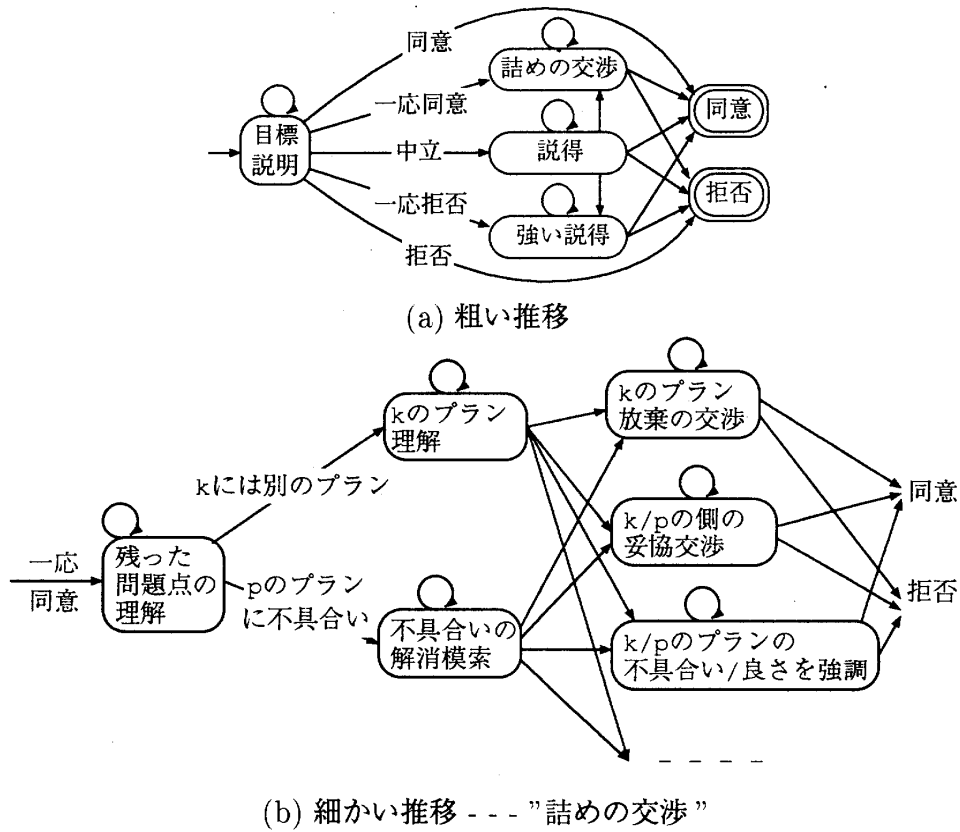 同意
詰めの交渉
一応同意
同意
目標
説明
中立
説得
一応拒否
拒否
強い説得
拒否
(a) 粗い推移
kのプラン
放棄の交渉
kのプラン
理解
kには別のプラン
同意
k/pの側の
妥協交渉
一応
同意
残った
問題点の
理解
pのプラン
に不具合い
拒否
不具合いの
解消模索
k/pのプランの
不具合い/良さを強調
- - - -
(b) 細かい推移 - - - ”詰めの交渉 ”